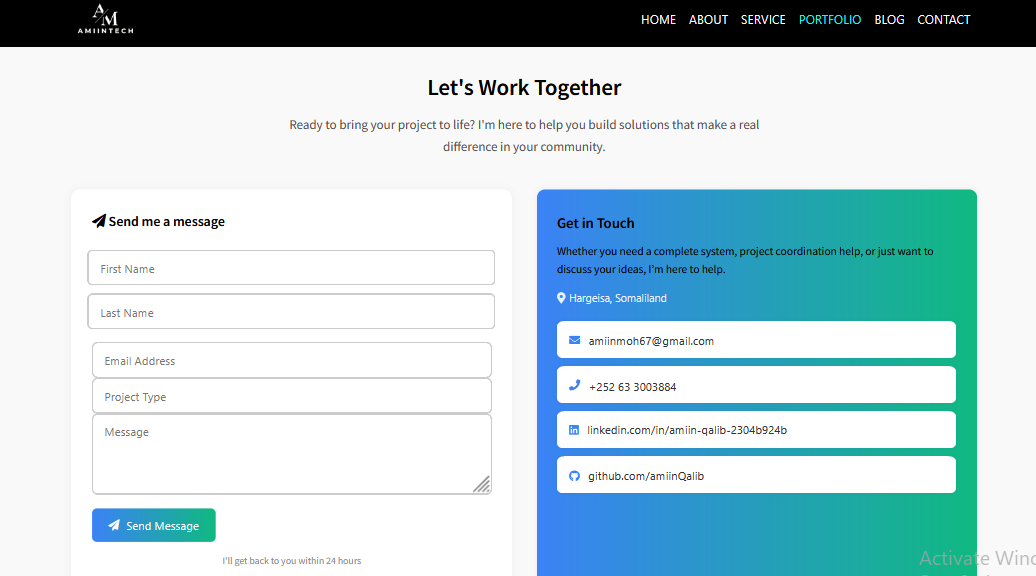 AM
AMIINTECH
HOME ABOUT SERVICE PORTFOLIO BLOG CONTACT
Let's Work Together
Ready to bring your project to life? I'm here to help you build solutions that make a real
difference in your community.
Send me a message
First Name
Last Name
Email Address
Project Type
Message
Send Message
I'll get back to you within 24 hours
Get in Touch
Whether you need a complete system, project coordination help, or just want to
discuss your ideas, I'm here to help.
Hargeisa, Somaliland
amiinmoh67@gmail.com
+252 63 3003884
linkedin.com/in/amiin-qalib-2304b924b
github.com/amiinQalib
Activate Wind